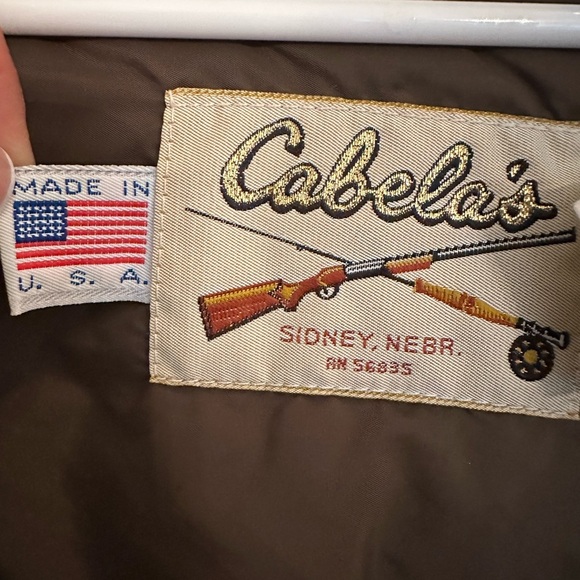 MADE IN
U. S. A.
Cabela's
SIDNEY, NEBR.
RN 56835